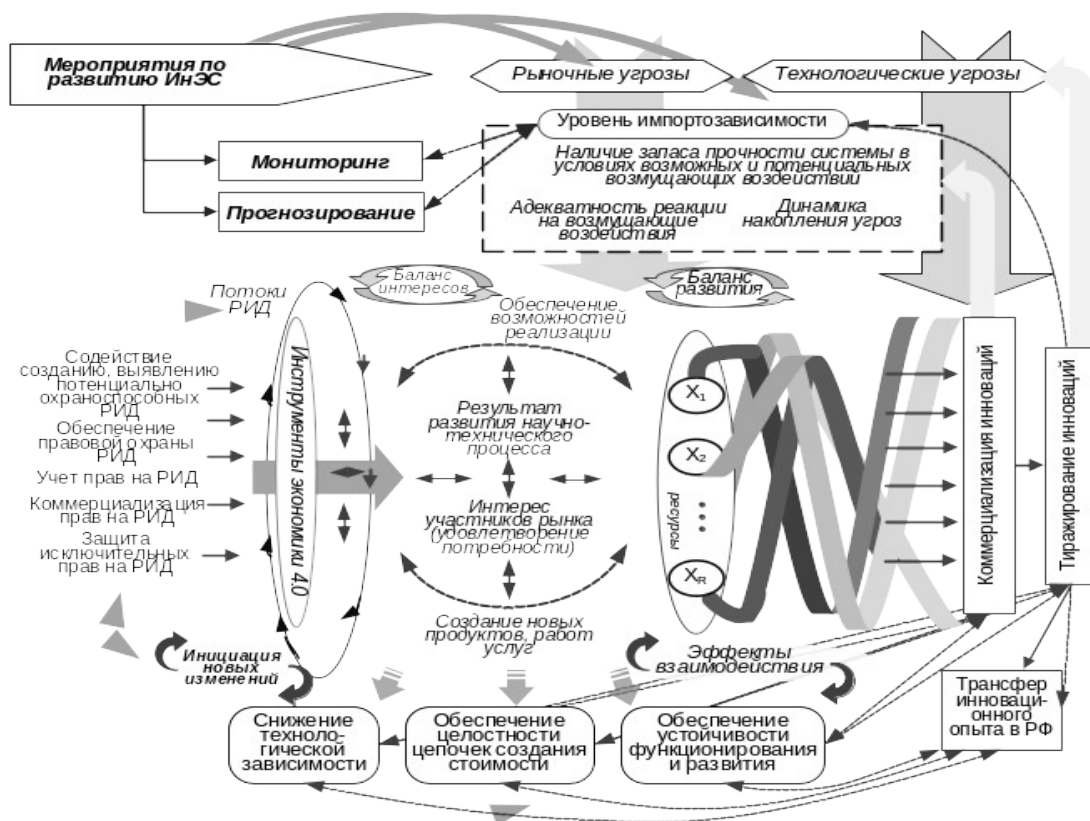 Мероприятия по
развитию ИнЭС
Рыночные угрозы
Технологические угрозы
Уровень импортозависимости
Мониторинг
Прогнозирование
Наличие запаса прочности системы в
условиях возможных и потенциальных
возмущающих воздействий
Адекватность реакции
на возмущающие
воздействия
Динамика
накопления угроз
Потоки
РИД
Баланс
интересов
Обеспечение
возможностей
реализации
Баланс
развития
Содействие
созданию, выявлению
потенциально
охраноспособных
РИД
Обеспечение
правовой охраны
РИД
Учет прав на РИД
Коммерциализация
прав на РИД
Защита
исключительных
прав на РИД
Инструменты экономики 4.0
Результат
развития научно-
технического
процесса
Интерес
участников рынка
(удовлетворение
потребности)
Создание новых
продуктов, работ
услуг
X1
X2
ресурсы
XR
Коммерциализация инноваций
Тиражирование инноваций
Инициация
новых
изменений
Эффекты
взаимодействия
Снижение
техноло-
гической
зависимости
Обеспечение
целостности
цепочек создания
стоимости
Обеспечение
устойчивости
функционирования
и развития
Трансфер
инноваци-
онного
опыта в РФ